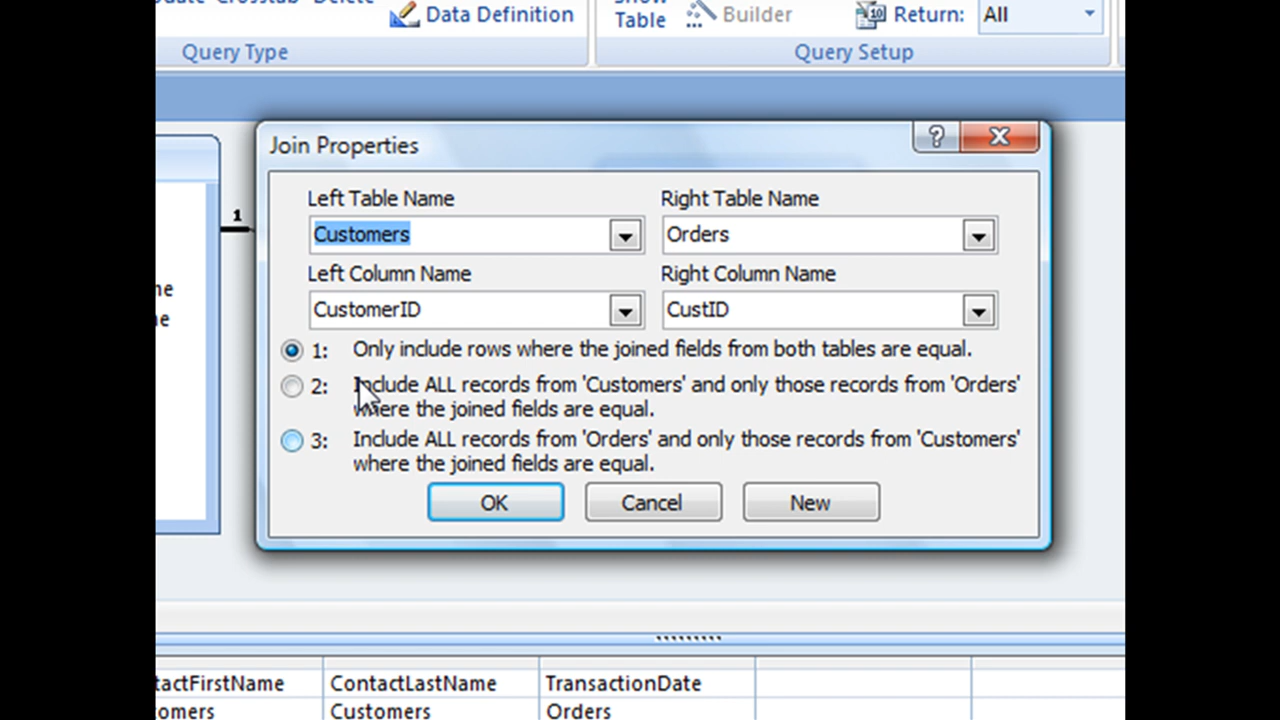 Data Definition
Table
Builder
Return:
All
Query Type
Query Setup
Join Properties
Left Table Name
Right Table Name
1
Customers
Orders
Left Column Name
Right Column Name
CustomerID
CustID
1: Only include rows where the joined fields from both tables are equal.
2: Include ALL records from 'Customers' and only those records from 'Orders'
where the joined fields are equal.
3: Include ALL records from 'Orders' and only those records from 'Customers'
where the joined fields are equal.
OK
Cancel
New
tactFirstName
ContactLastName
TransactionDate
omers
Customers
Orders